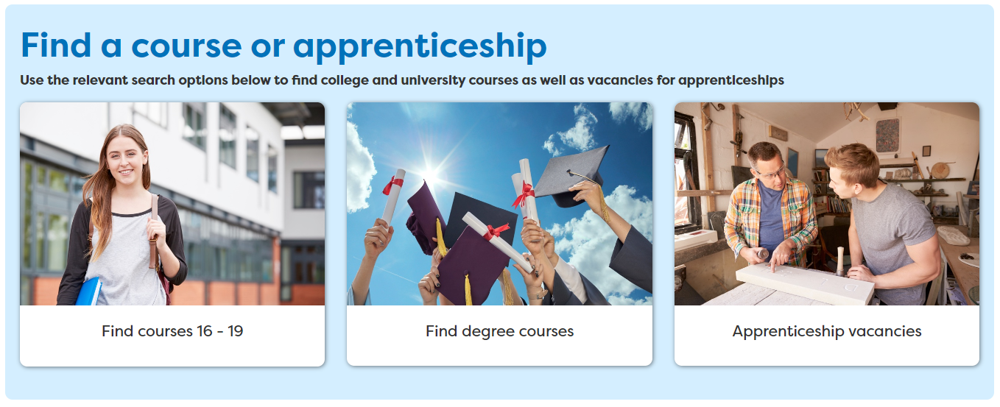 Find a course or apprenticeship
Use the relevant search options below to find college and university courses as well as vacancies for apprenticeships
Find courses 16 - 19
Find degree courses
Apprenticeship vacancies